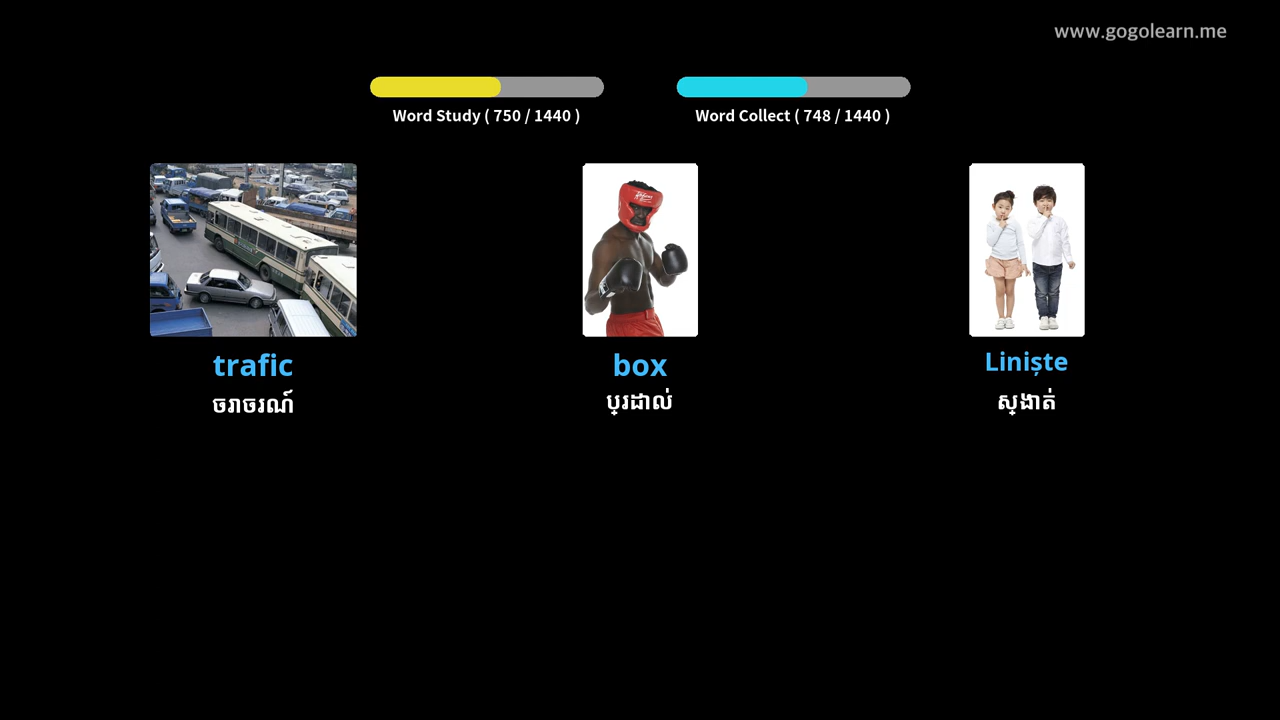 www.gogolearn.me
Word Study ( 750 / 1440 )
Word Collect ( 748 / 1440 )
trafic
ចរាចរណ៍
box
ប្រដាល់
Liniște
ស្ងាត់